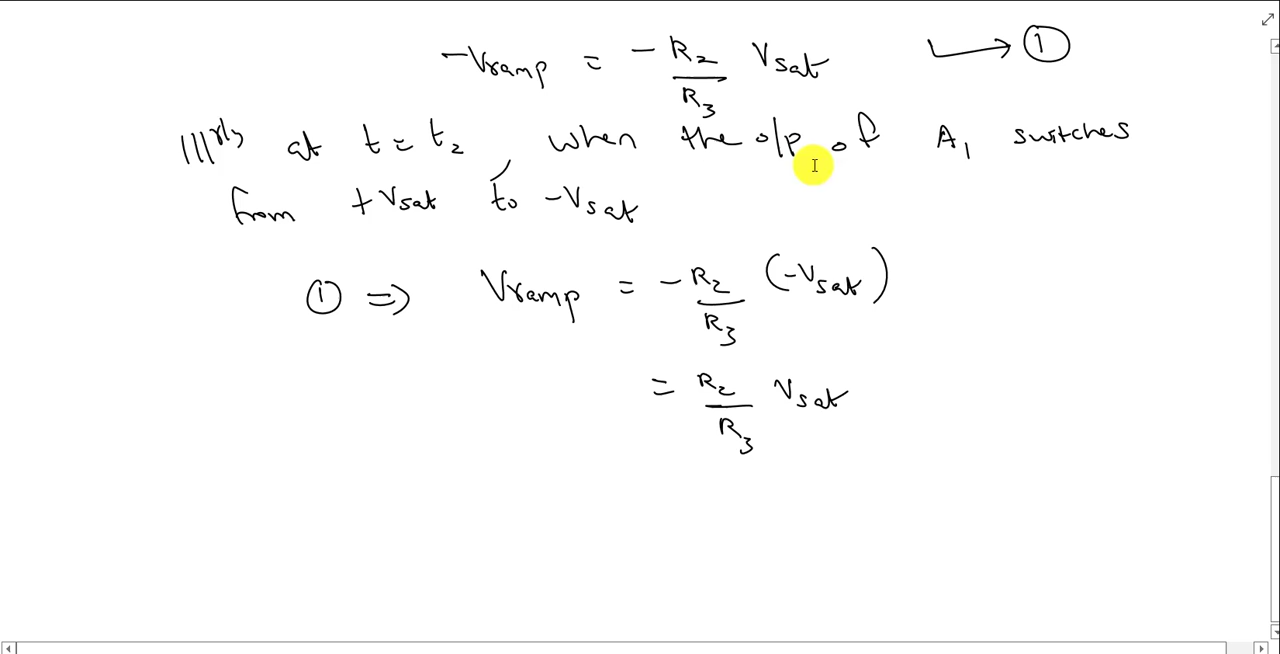 -Vramp = - R2/R3 Vsat → ①
|||rly at t = t2, when the o/p of A1 switches
from +Vsat to -Vsat
① => Vramp = -R2/R3 (-Vsat)
= R2/R3 Vsat